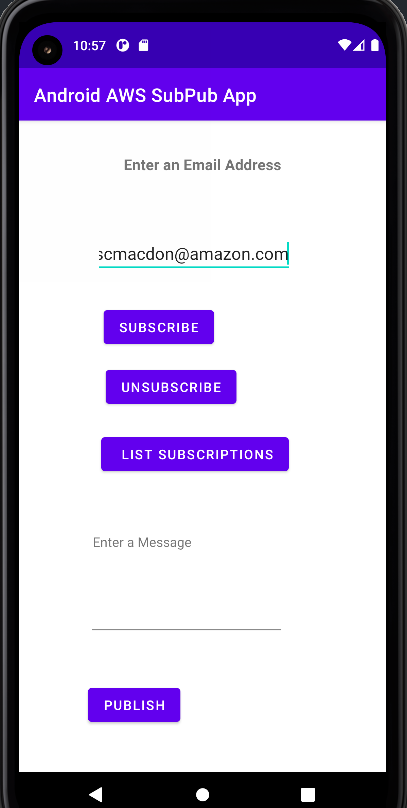 10:57
Android AWS SubPub App
Enter an Email Address
scmacdon@amazon.com
SUBSCRIBE
UNSUBSCRIBE
LIST SUBSCRIPTIONS
Enter a Message
PUBLISH